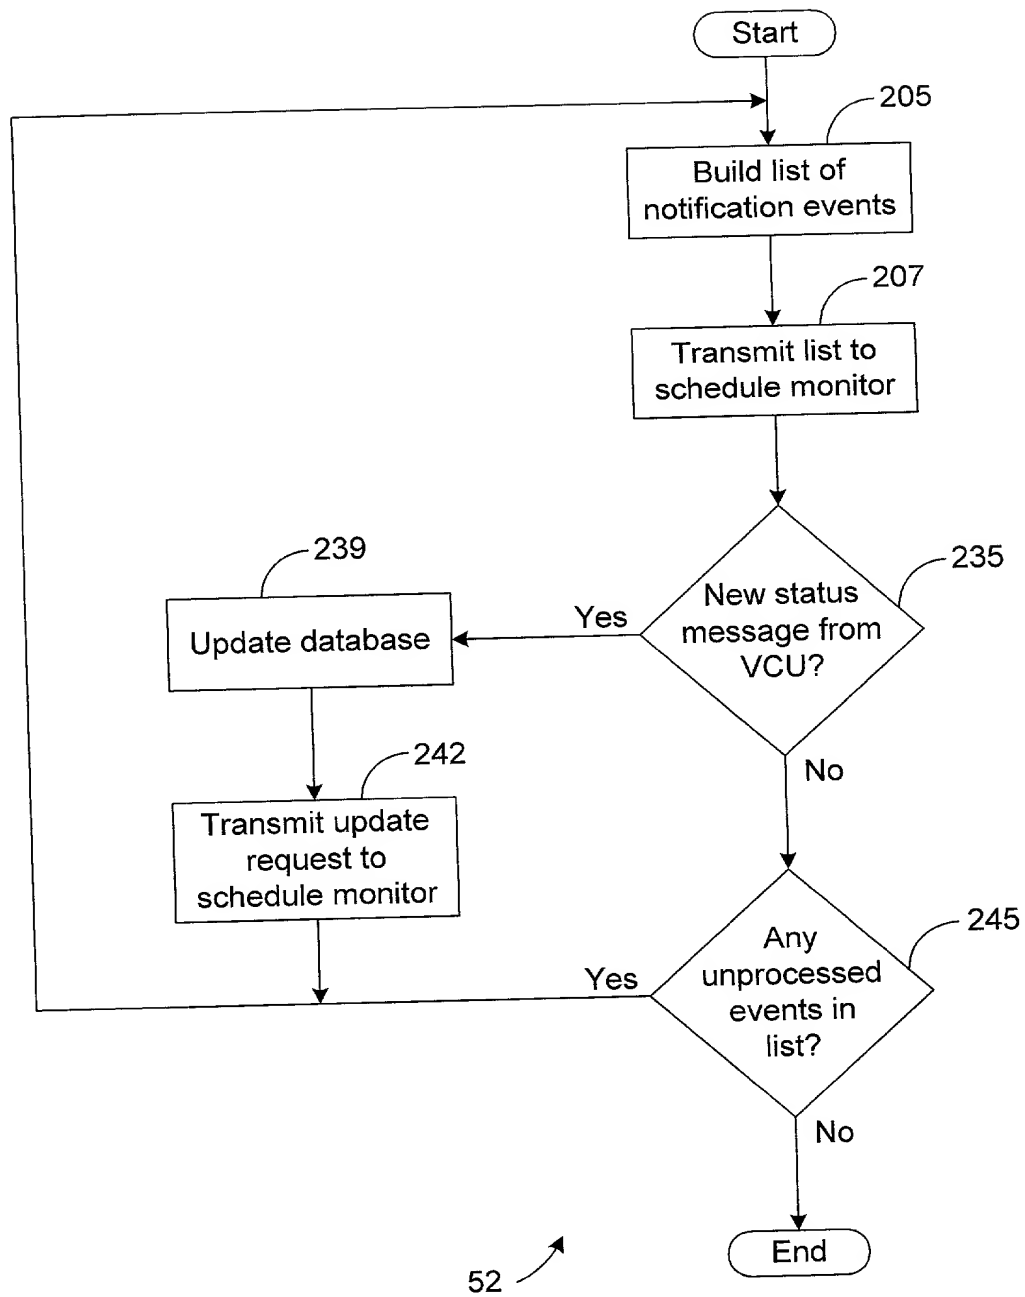 Start
205
Build list of
notification events
207
Transmit list to
schedule monitor
235
New status
message from
VCU?
Yes
239
Update database
242
Transmit update
request to
schedule monitor
No
245
Any
unprocessed
events in
list?
Yes
No
End
52